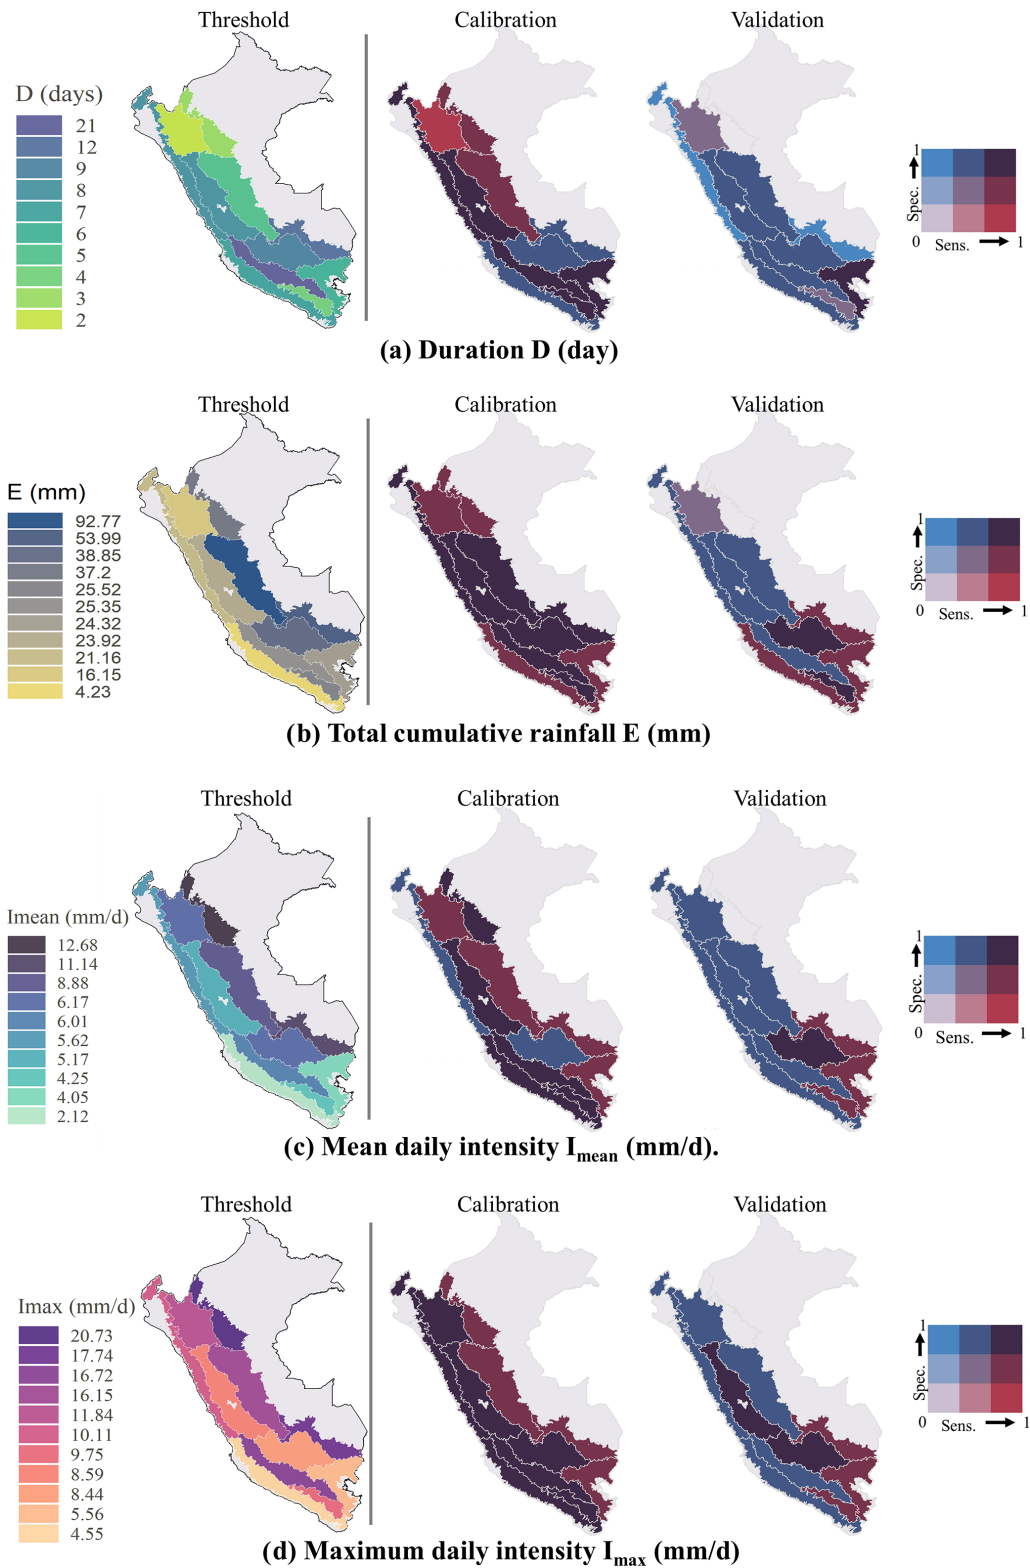 Threshold Calibration Validation
D (days)
21
12
9
8
7
6
5
4
3
2
1
Spec.
0 Sens. 1
(a) Duration D (day)
Threshold Calibration Validation
E (mm)
92.77
53.99
38.85
37.2
25.52
25.35
24.32
23.92
21.16
16.15
4.23
1
Spec.
0 Sens. 1
(b) Total cumulative rainfall E (mm)
Threshold Calibration Validation
Imean (mm/d)
12.68
11.14
8.88
6.17
6.01
5.62
5.17
4.25
4.05
2.12
1
Spec.
0 Sens. 1
(c) Mean daily intensity Imean (mm/d).
Threshold Calibration Validation
Imax (mm/d)
20.73
17.74
16.72
16.15
11.84
10.11
9.75
8.59
8.44
5.56
4.55
1
Spec.
0 Sens. 1
(d) Maximum daily intensity Imax (mm/d)